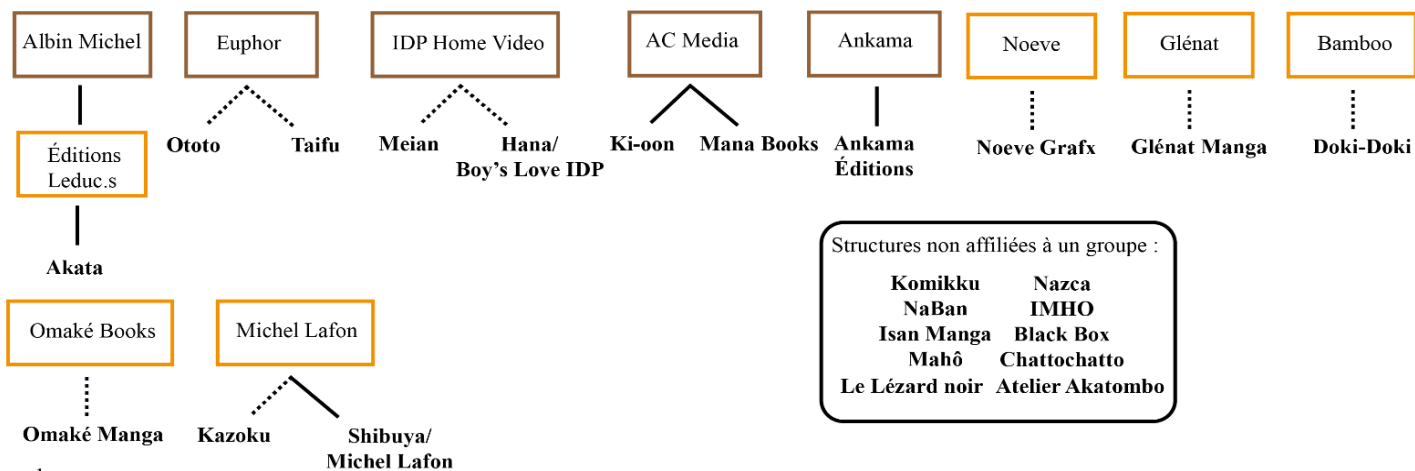 Albin Michel
Euphor
IDP Home Video
AC Media
Ankama
Noeve
Glénat
Bamboo
Éditions
Leduc.s
Ototo
Taifu
Meian
Hana/
Boy's Love IDP
Ki-oon
Mana Books
Ankama
Éditions
Noeve Grafx
Glénat Manga
Doki-Doki
Akata
Structures non affiliées à un groupe :
Komikku Nazca
NaBan IMHO
Isan Manga Black Box
Mahô Chattochatto
Le Lézard noir Atelier Akatombo
Omaké Books
Michel Lafon
Omaké Manga
Kazoku
Shibuya/
Michel Lafon